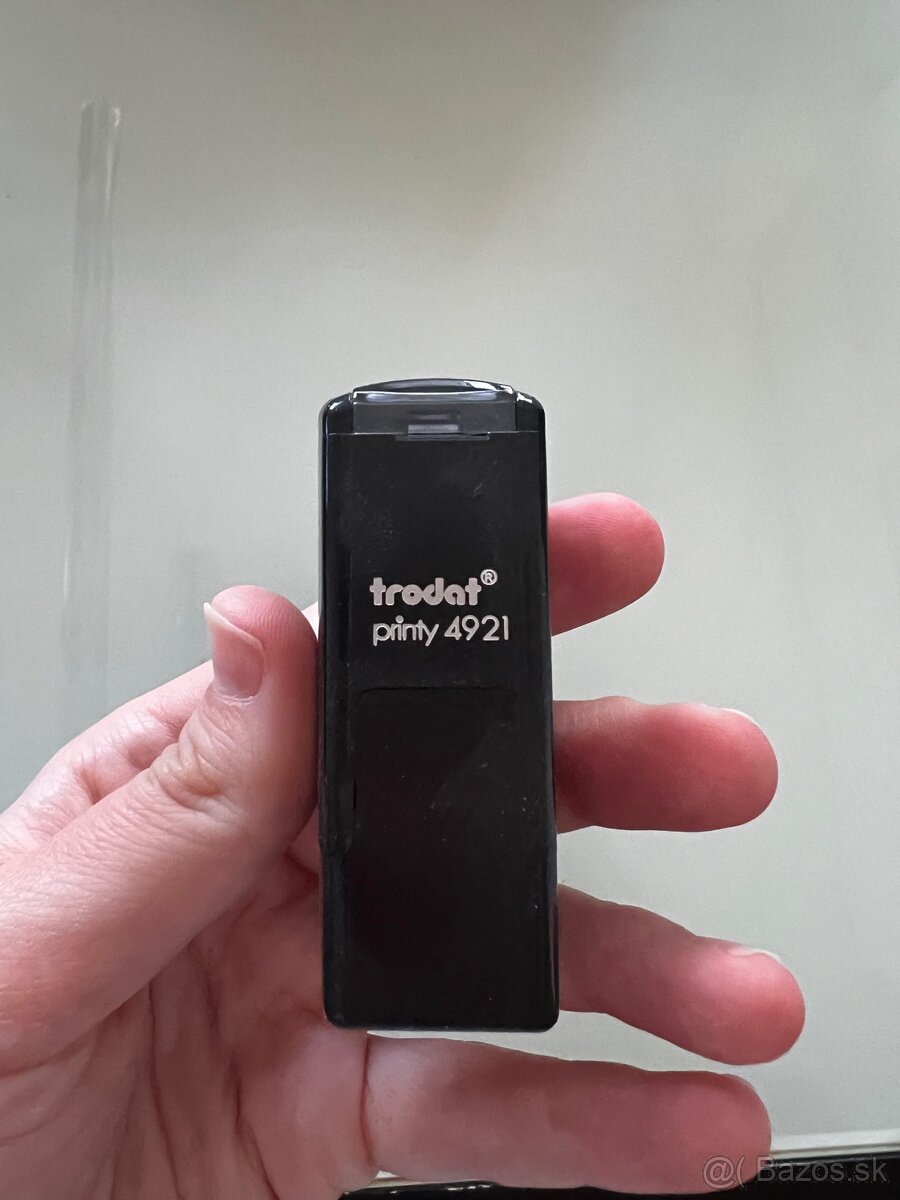 trodat®
printy 4921
@( Bazos.sk